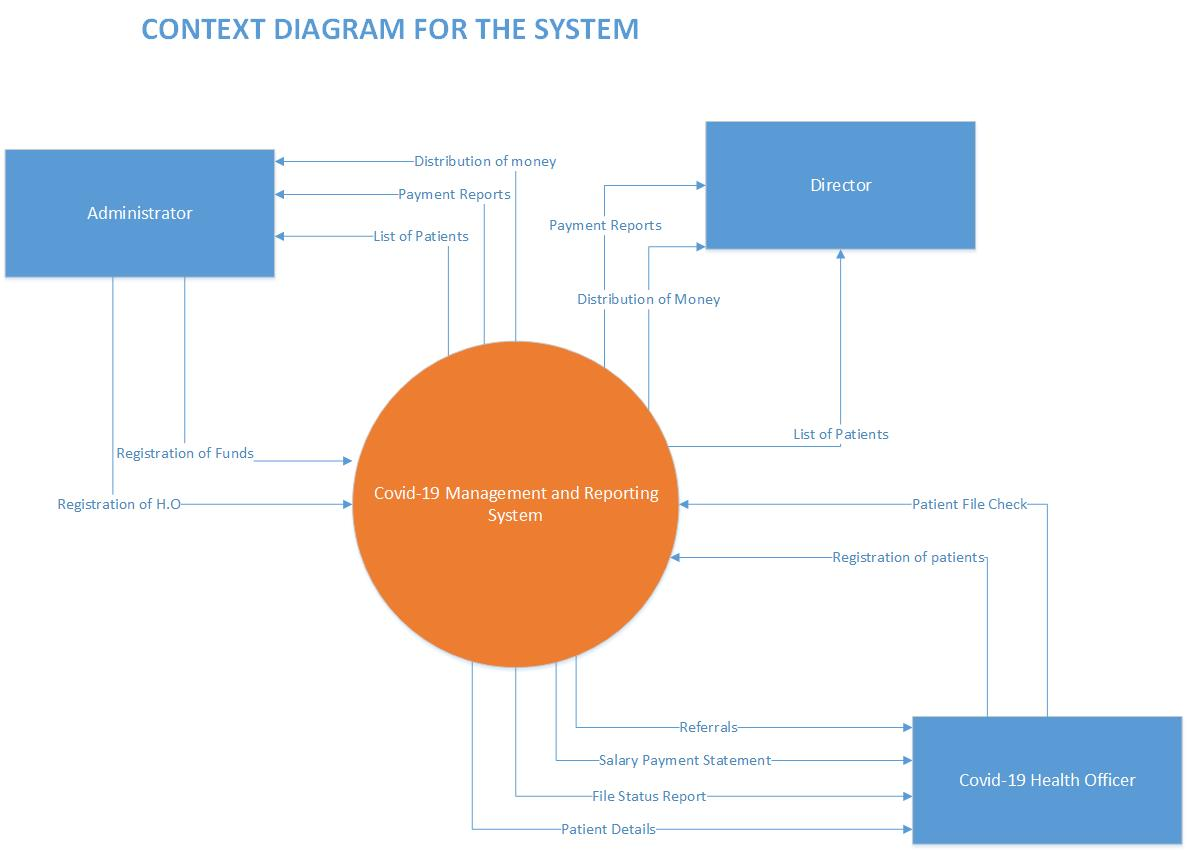 CONTEXT DIAGRAM FOR THE SYSTEM
Distribution of money
Payment Reports
List of Patients
Administrator
Director
Payment Reports
Distribution of Money
List of Patients
Registration of Funds
Registration of H.O
Covid-19 Management and Reporting
System
Patient File Check
Registration of patients
Referrals
Salary Payment Statement
File Status Report
Patient Details
Covid-19 Health Officer